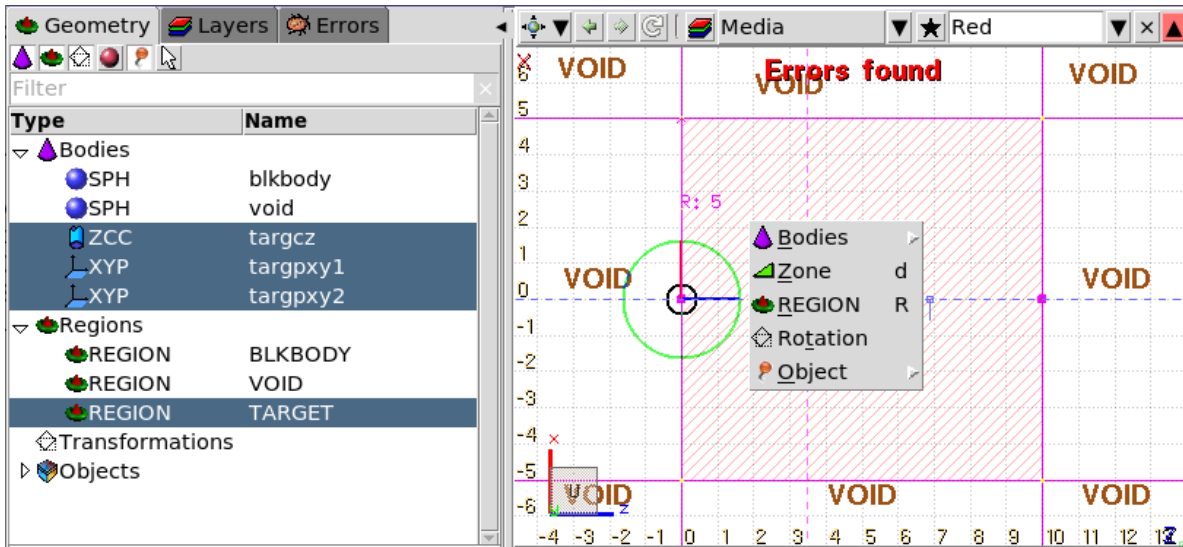 Geometry Layers Errors
Filter
Type Name
Bodies
SPH blkbody
SPH void
ZCC targcz
XYP targpxy1
XYP targpxy2
Regions
REGION BLKBODY
REGION VOID
REGION TARGET
Transformations
Objects
Media Red
VOID Errors found VOID
VOID
6
5
4
3
R: 5
2
1
0
-1
-2
-3
-4
-5
-6
VOID VOID
Bodies
Zone d
REGION R
Rotation
Object
x
U
z
VOID VOID VOID
-4 -3 -2 -1 0 1 2 3 4 5 6 7 8 9 10 11 12